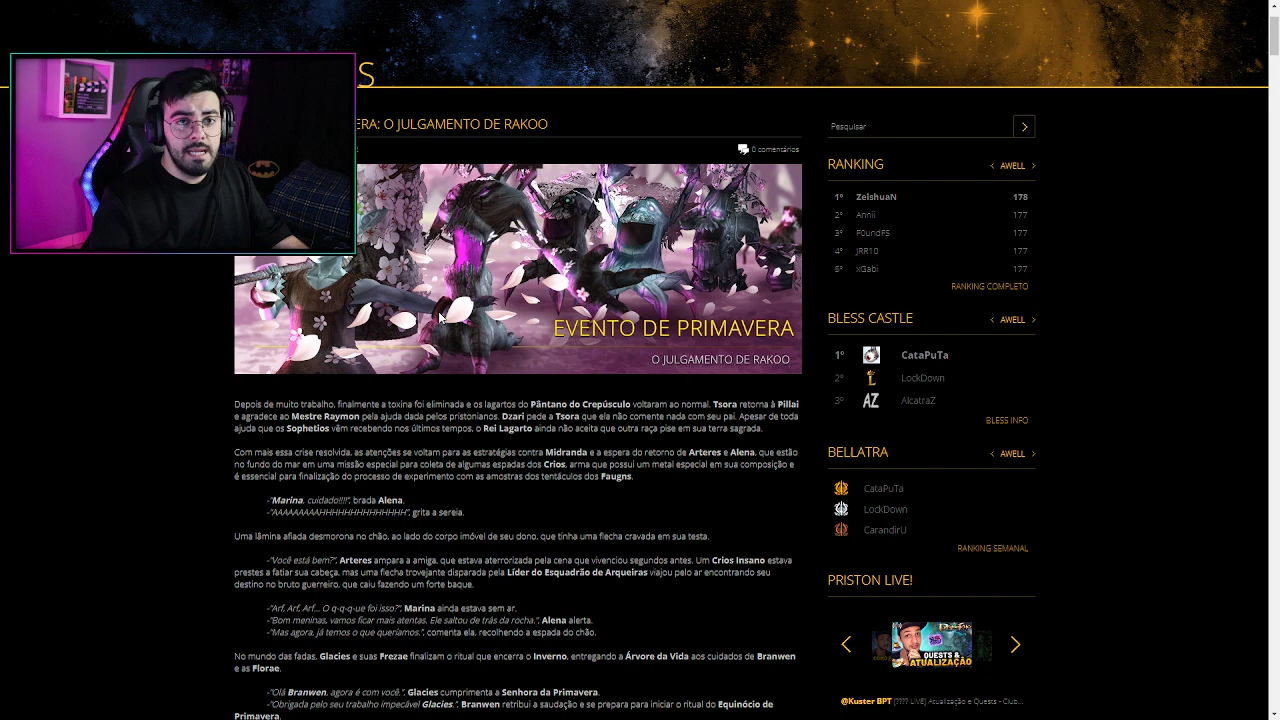 S
ERA: O JULGAMENTO DE RAKOO
0 comentários
EVENTO DE PRIMAVERA
O JULGAMENTO DE RAKOO
Depois de muito trabalho, finalmente a toxina foi eliminada e os lagartos do Pântano do Crepúsculo voltaram ao normal. Tsora retorna à Pillai
e agradece ao Mestre Raymon pela ajuda dada pelos pristonianos. Dzari pede a Tsora que ela não comente nada com seu pai. Apesar de toda
ajuda que os Sophetios vêm recebendo nos últimos tempos, o Rei Lagarto ainda não aceita que outra raça pise em sua terra sagrada.
Com mais essa crise resolvida, as atenções se voltam para as estratégias contra Midranda e a espera do retorno de Arteres e Alena, que estão
no fundo do mar em uma missão especial para coleta de algumas espadas dos Crios, arma que possui um metal especial em sua composição e
é essencial para finalização do processo de experimento com as amostras dos tentáculos dos Faugns.
-"Marina, cuidado!!!!", brada Alena.
-"AAAAAAAAAHHHHHHHHHHHHHH", grita a sereia.
Uma lâmina afiada desmorona no chão, ao lado do corpo imóvel de seu dono, que tinha uma flecha cravada em sua testa.
-"Você está bem?", Arteres ampara a amiga, que estava aterrorizada pela cena que vivenciou segundos antes. Um Crios Insano estava
prestes a fatiar sua cabeça, mas uma flecha trovejante disparada pela Líder do Esquadrão de Arqueiras viajou pelo ar encontrando seu
destino no bruto guerreiro, que caiu fazendo um forte baque.
-"Arf, Arf, Arf... O q-q-q-ue foi isso?", Marina ainda estava sem ar.
-"Bom meninas, vamos ficar mais atentas. Ele saltou de trás da rocha.", Alena alerta.
-"Mas agora, já temos o que queríamos.", comenta ela, recolhendo a espada do chão.
No mundo das fadas, Glacies e suas Frezae finalizam o ritual que encerra o Inverno, entregando a Árvore da Vida aos cuidados de Branwen
e as Florae.
-"Olá Branwen, agora é com você.", Glacies cumprimenta a Senhora da Primavera.
-"Obrigada pelo seu trabalho impecável Glacies.", Branwen retribui a saudação e se prepara para iniciar o ritual do Equinócio de
Primavera.
Pesquisar
RANKING
AWELL
1º ZeishuaN 178
2º Annii 177
3º F0undF5 177
4º JRR10 177
5º xGabi 177
RANKING COMPLETO
BLESS CASTLE
AWELL
1º CataPuTa
2º L LockDown
3º AZ AlcatraZ
BLESS INFO
BELLATRA
AWELL
CataPuTa
LockDown
CarandirU
RANKING SEMANAL
PRISTON LIVE!
QUESTS &
ATUALIZAÇÃO
@Kuster BPT [???? LIVE] Atualização e Quests - Club...